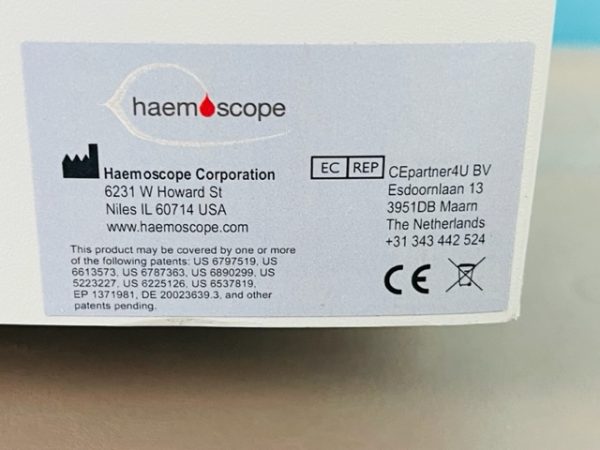 haemoscope
Haemoscope Corporation
6231 W Howard St
Niles IL 60714 USA
www.haemoscope.com
This product may be covered by one or more
of the following patents: US 6797519, US
6613573, US 6787363, US 6890299, US
5223227, US 6225126, US 6537819,
EP 1371981, DE 20023639.3, and other
patents pending.
EC REP
CEpartner4U BV
Esdoornlaan 13
3951DB Maarn
The Netherlands
+31 343 442 524
CE